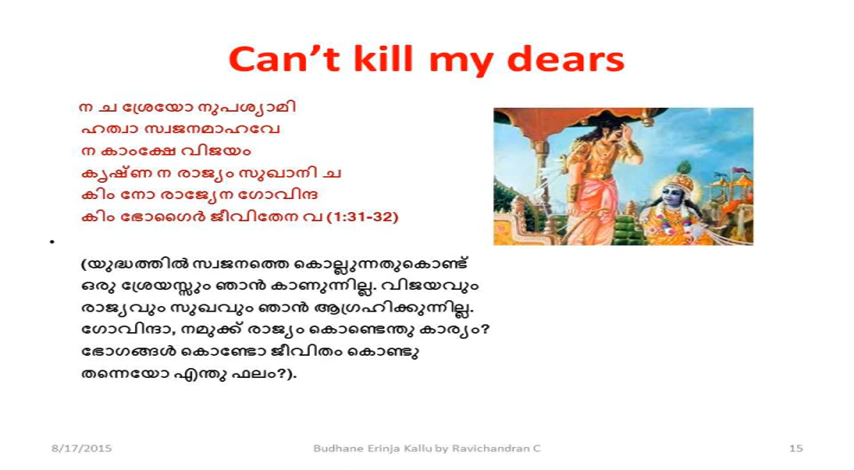 Can't kill my dears
ന ച ശ്രേയോ നുപശ്യാമി
ഹത്വാ സ്വജനമാഹവേ
ന കാംക്ഷേ വിജയം
കൃഷ്ണ ന രാജ്യം സുഖാനി ച
കിം നോ രാജ്യേന ഗോവിന്ദ
കിം ഭോഗൈർ ജീവിതേന വ (1:31-32)
(യുദ്ധത്തിൽ സ്വജനത്തെ കൊല്ലുന്നതുകൊണ്ട്
ഒരു ശ്രേയസ്സും ഞാൻ കാണുന്നില്ല. വിജയവും
രാജ്യവും സുഖവും ഞാൻ ആഗ്രഹിക്കുന്നില്ല.
ഗോവിന്ദാ, നമുക്ക് രാജ്യം കൊണ്ടെന്തു കാര്യം?
ഭോഗങ്ങൾ കൊണ്ടോ ജീവിതം കൊണ്ടു
തന്നെയോ എന്തു ഫലം?).
8/17/2015
Budhane Erinja Kallu by Ravichandran C
15